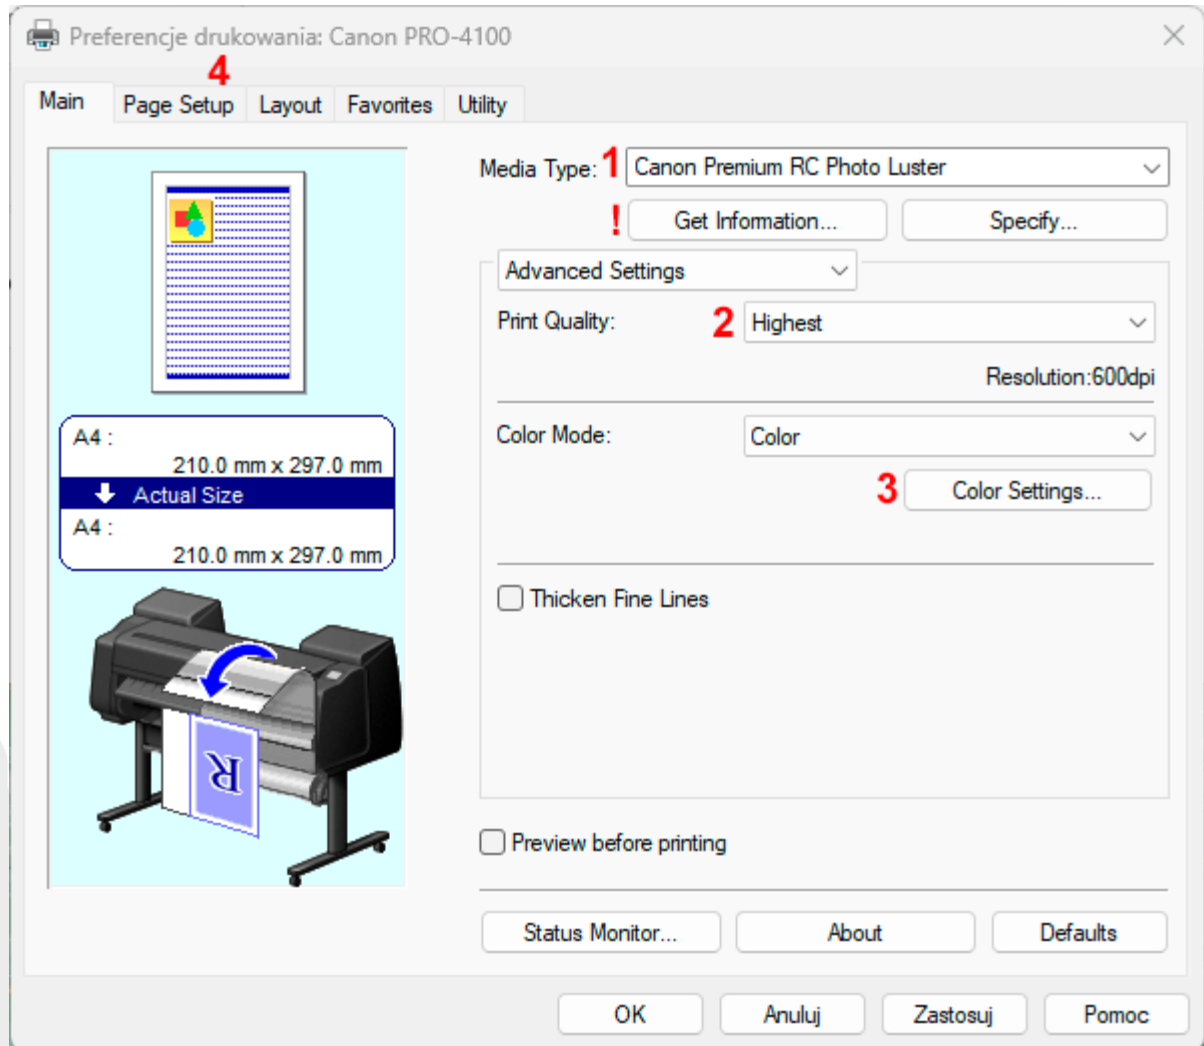 Preferencje drukowania: Canon PRO-4100
4
Main Page Setup Layout Favorites Utility
Media Type: 1 Canon Premium RC Photo Luster
! Get Information... Specify...
Advanced Settings
Print Quality: 2 Highest
Resolution:600dpi
Color Mode: Color
3 Color Settings...
Thicken Fine Lines
A4 :
210.0 mm x 297.0 mm
Actual Size
A4 :
210.0 mm x 297.0 mm
R
Preview before printing
Status Monitor... About Defaults
OK Anuluj Zastosuj Pomoc